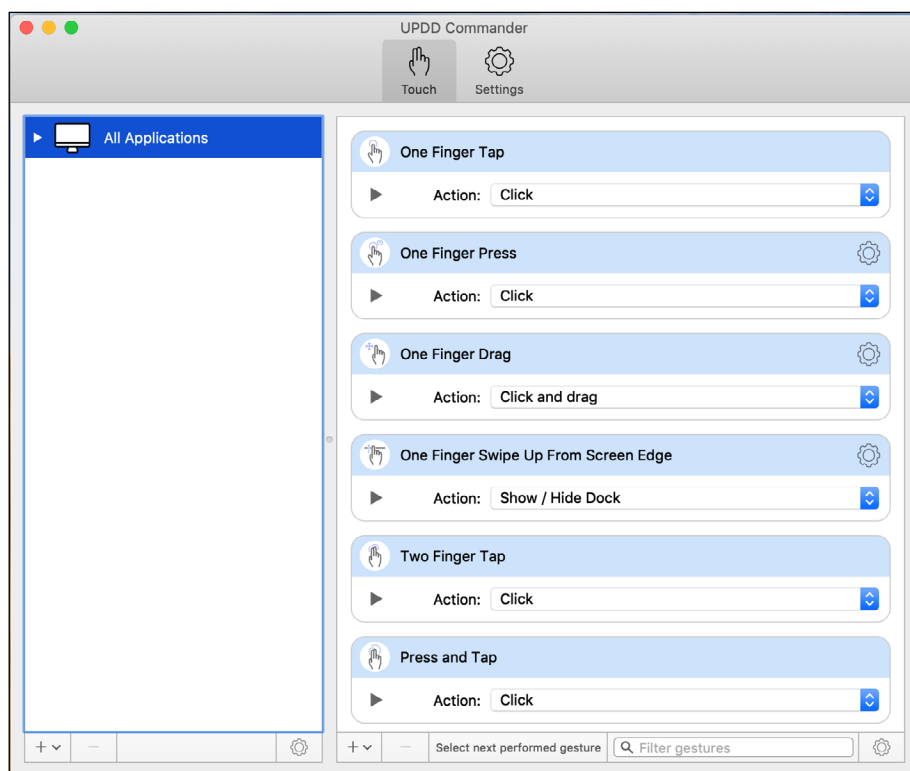 UPDD Commander
Touch
Settings
All Applications
One Finger Tap
Action: Click
One Finger Press
Action: Click
One Finger Drag
Action: Click and drag
One Finger Swipe Up From Screen Edge
Action: Show / Hide Dock
Two Finger Tap
Action: Click
Press and Tap
Action: Click
Select next performed gesture
Filter gestures